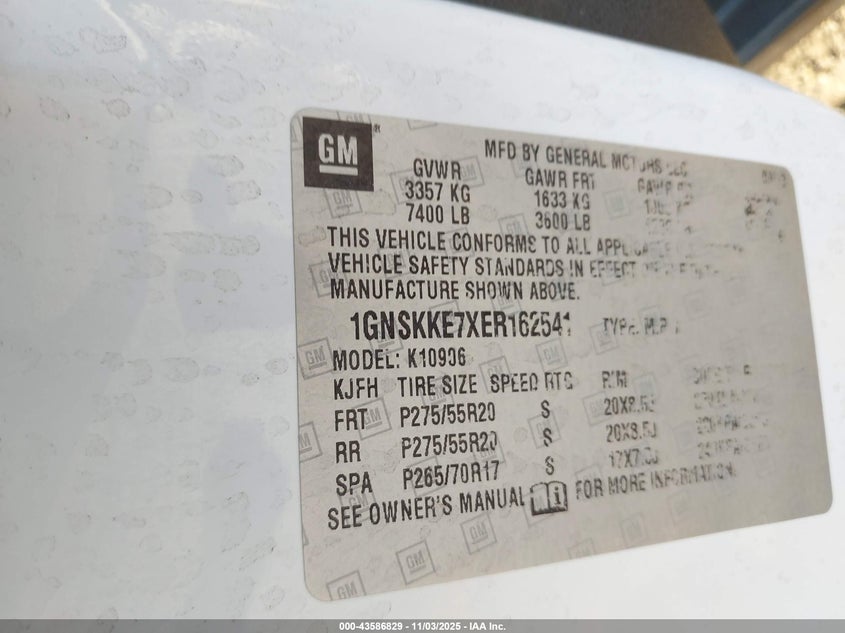 GM
MFD BY GENERAL MOTORS LLC
GVWR GAWR FRT GAWR
3357 KG 1633 KG
7400 LB 3600 LB
THIS VEHICLE CONFORMS TO ALL
VEHICLE SAFETY STANDARDS IN EFFECT
MANUFACTURE SHOWN ABOVE.
1GNSKKE7XER162541 TYPE:
MODEL: K10906
KJFH TIRE SIZE SPEED RTG RIM
FRT P275/55R20 S 20X8.5J
RR P275/55R20 S 20X8.5J
SPA P265/70R17 S
SEE OWNER'S MANUAL FOR MORE INFORMATION.
000-43586829 - 11/03/2025 - IAA Inc.